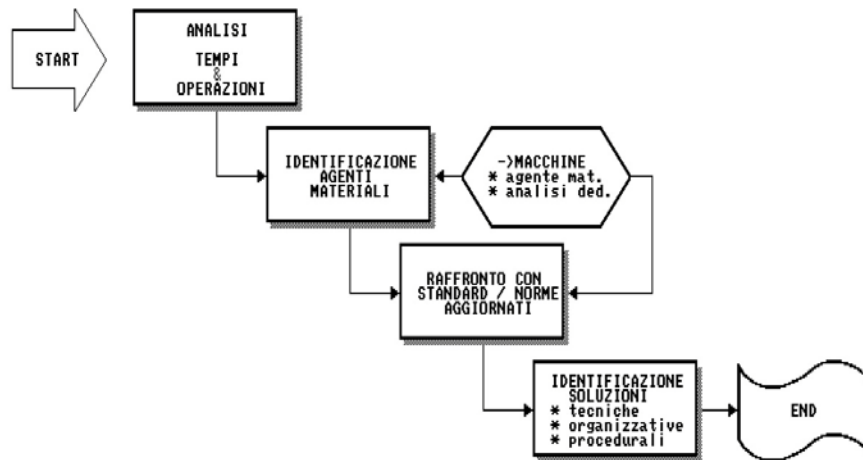 START
ANALISI
TEMPI
&
OPERAZIONI
IDENTIFICAZIONE
AGENTI
MATERIALI
->MACCHINE
* agente mat.
* analisi ded.
RAFFRONTO CON
STANDARD / NORME
AGGIORNATI
IDENTIFICAZIONE
SOLUZIONI
* tecniche
* organizzative
* procedurali
END